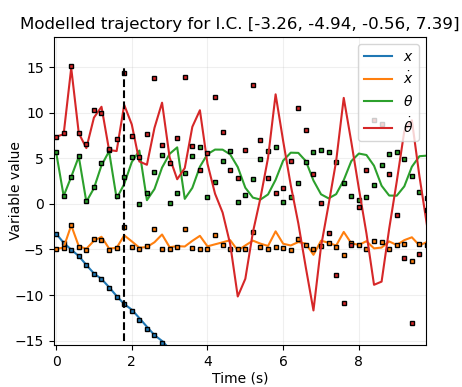 Modelled trajectory for I.C. [-3.26, -4.94, -0.56, 7.39]
15
10
5
0
−5
−10
−15
Variable value
x
ẋ
θ
θ̇
0
2
4
6
8
Time (s)